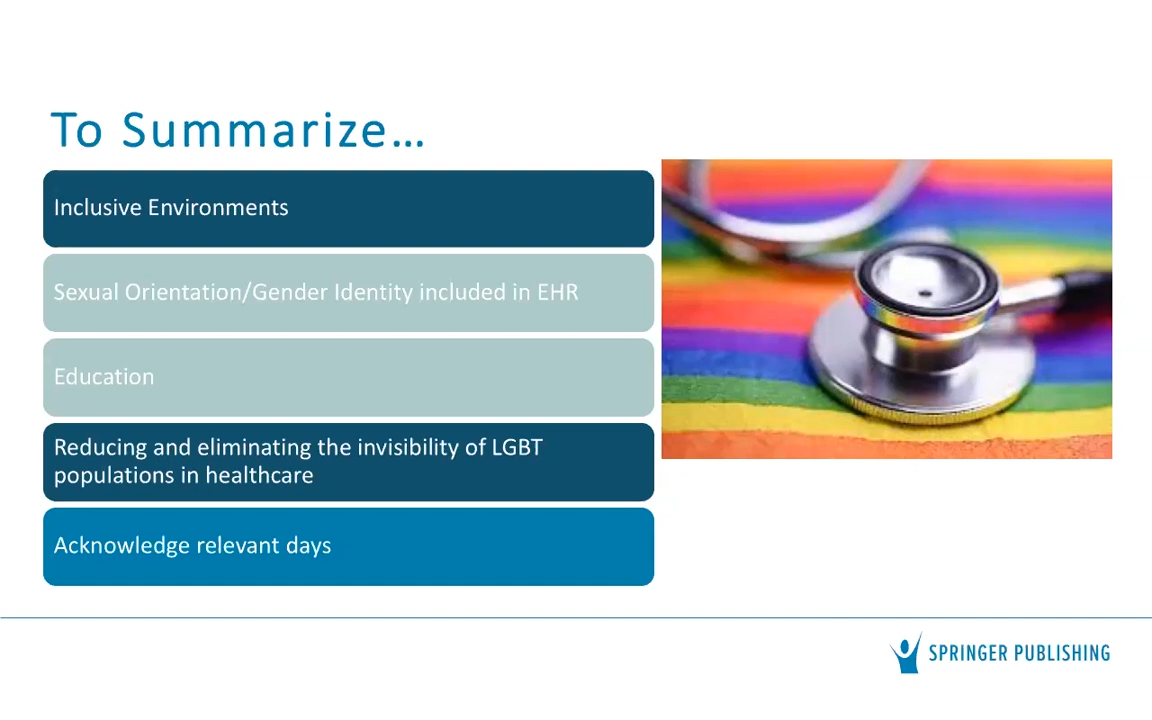 To Summarize…
Inclusive Environments
Sexual Orientation/Gender Identity included in EHR
Education
Reducing and eliminating the invisibility of LGBT
populations in healthcare
Acknowledge relevant days
SPRINGER PUBLISHING